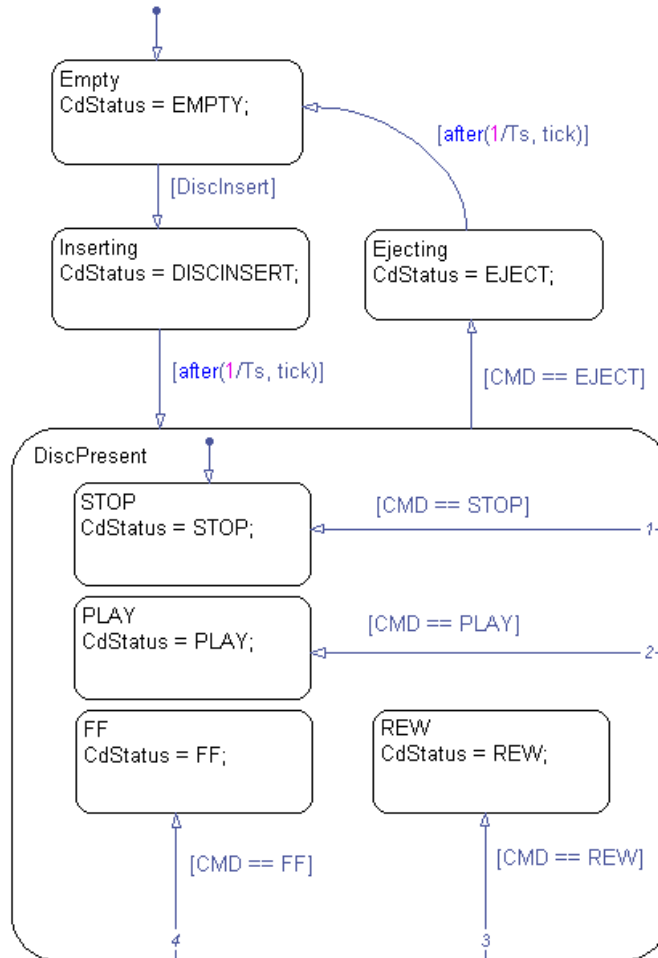 Empty
CdStatus = EMPTY;
[after(1/Ts, tick)]
[DiscInsert]
Inserting
CdStatus = DISCINSERT;
Ejecting
CdStatus = EJECT;
[after(1/Ts, tick)]
[CMD == EJECT]
DiscPresent
STOP
CdStatus = STOP;
[CMD == STOP]
1
PLAY
CdStatus = PLAY;
[CMD == PLAY]
2
FF
CdStatus = FF;
REW
CdStatus = REW;
[CMD == FF]
[CMD == REW]
4
3